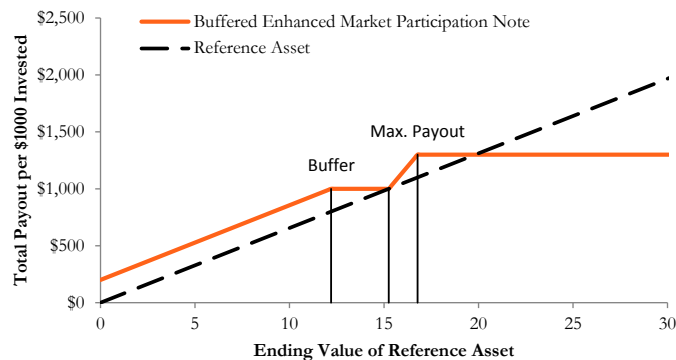 $2,500
Buffered Enhanced Market Participation Note
Reference Asset
$2,000
$1,500
Max. Payout
Buffer
$1,000
$500
$0
0 5 10 15 20 25 30
Total Payout per $1000 Invested
Ending Value of Reference Asset